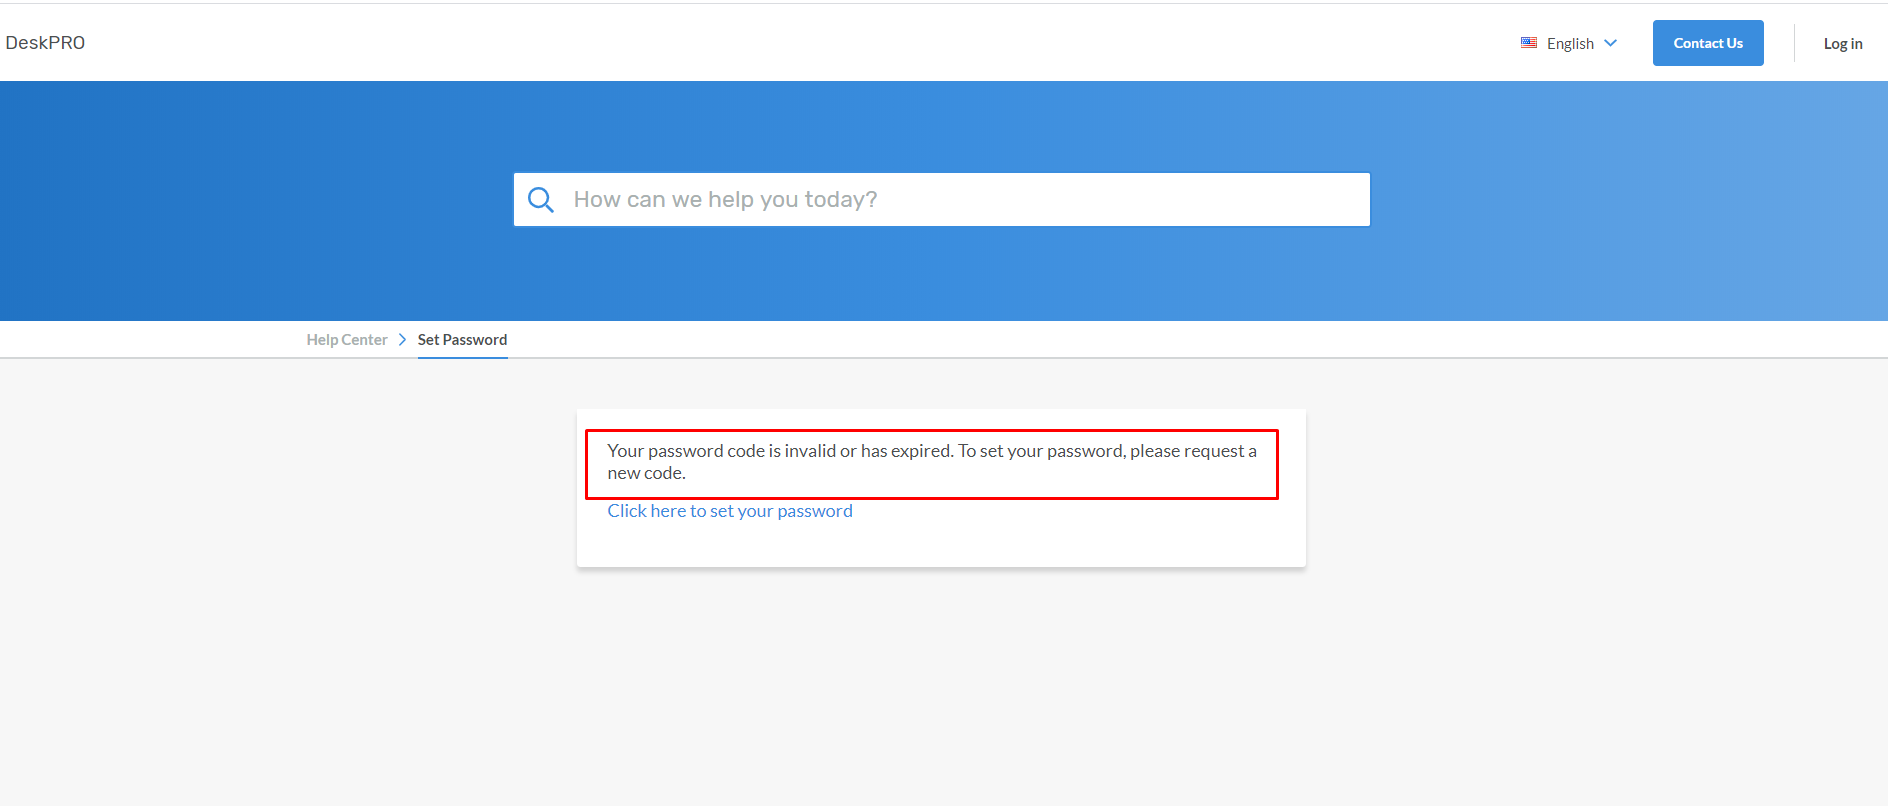 DeskPRO
English
Contact Us
Log in
How can we help you today?
Help Center
Set Password
Your password code is invalid or has expired. To set your password, please request a
new code.
Click here to set your password